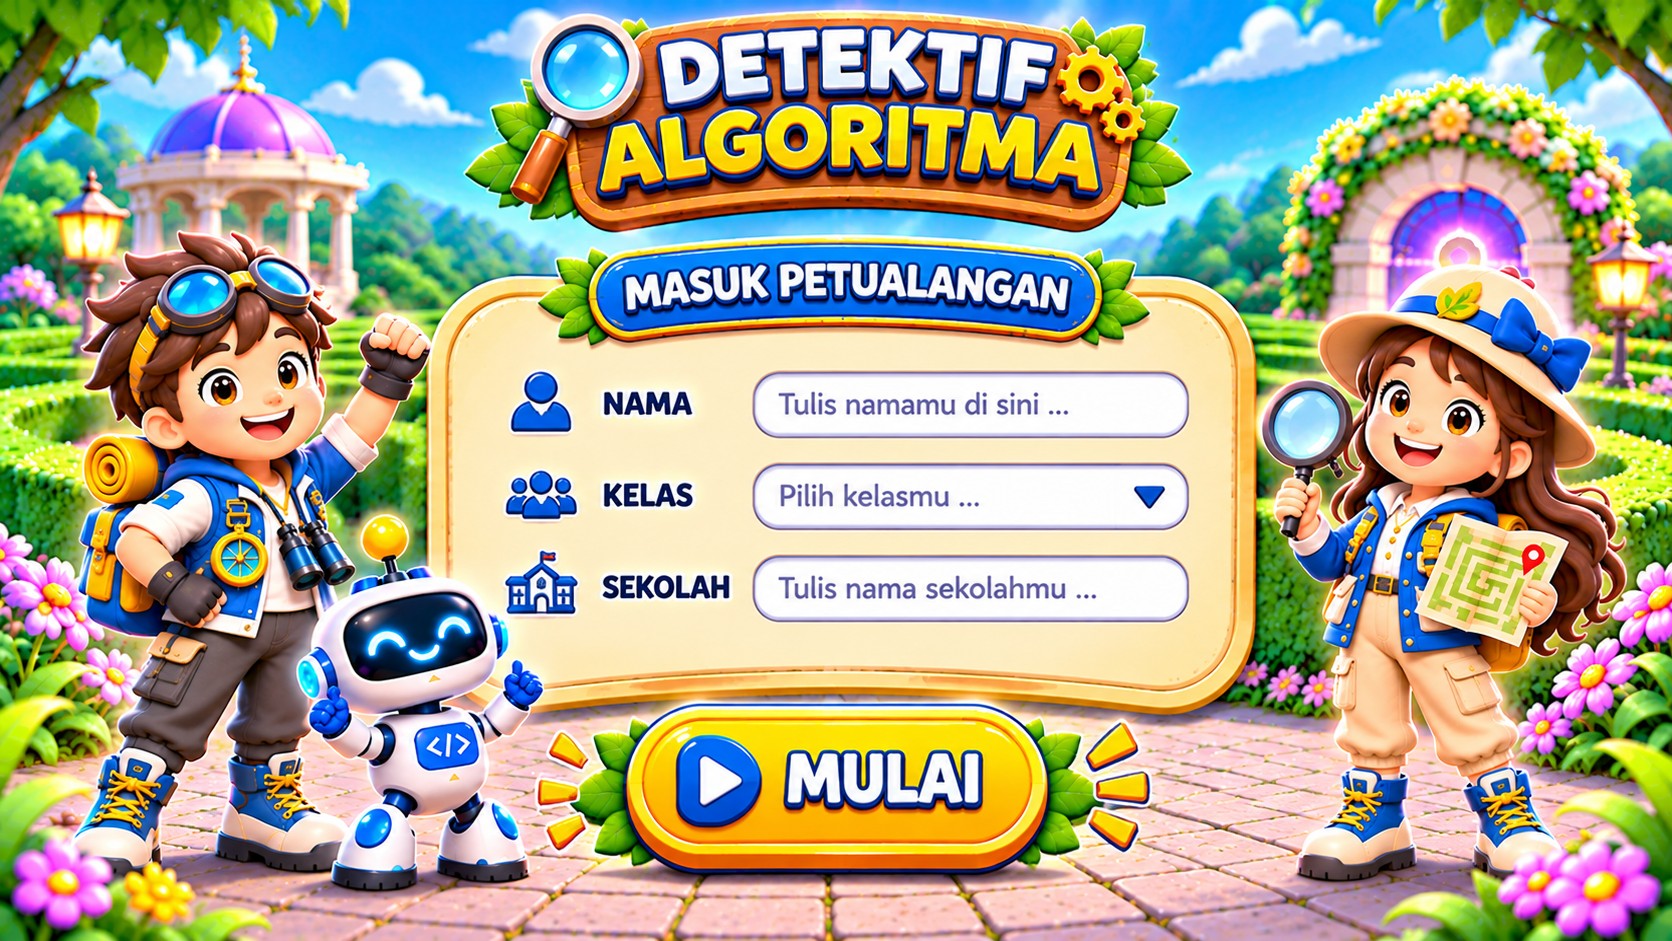 DETEKTIF
ALGORITMA
MASUK PETUALANGAN
NAMA
Tulis namamu di sini ...
KELAS
Pilih kelasmu ...
SEKOLAH
Tulis nama sekolahmu ...
</>
MULAI